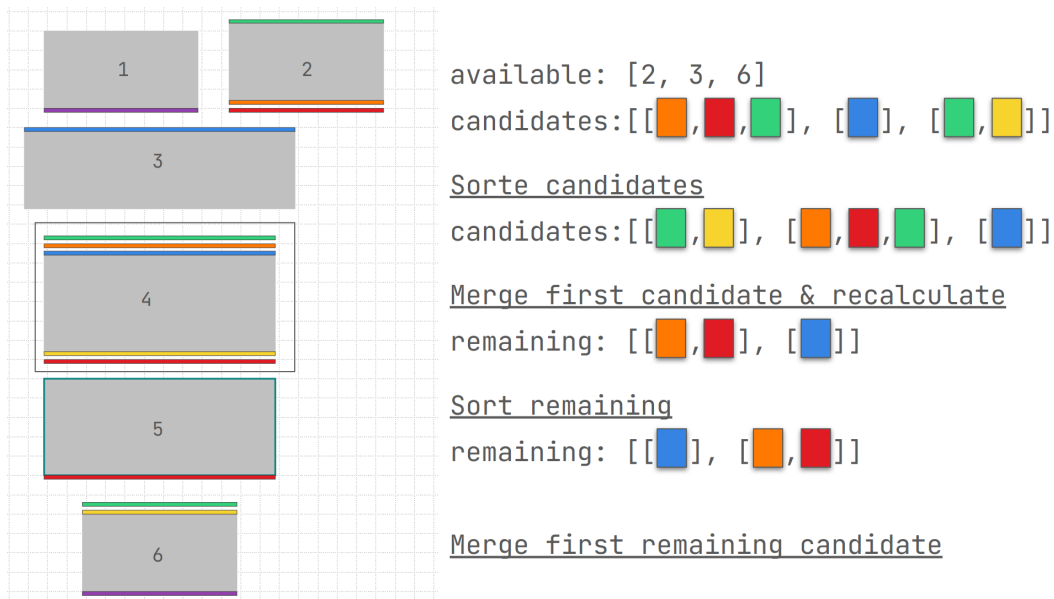 1
2
3
4
5
6
available: [2, 3, 6]
candidates:[[ , , ], [ ], [ , ]]
Sorte candidates
candidates:[[ , ], [ , , ], [ ]]
Merge first candidate & recalculate
remaining: [[ , ], [ ]]
Sort remaining
remaining: [[ ], [ , ]]
Merge first remaining candidate